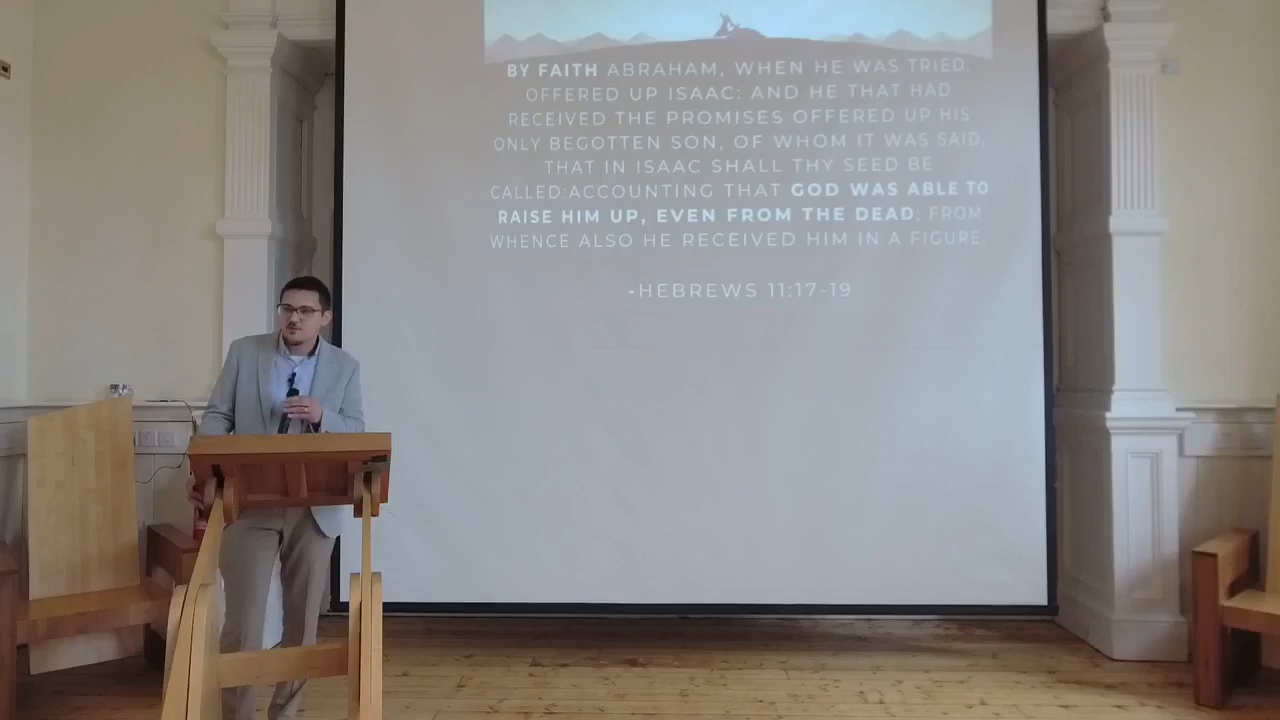 BY FAITH ABRAHAM, WHEN HE WAS TRIED,
OFFERED UP ISAAC: AND HE THAT HAD
RECEIVED THE PROMISES OFFERED UP HIS
ONLY BEGOTTEN SON, OF WHOM IT WAS SAID,
THAT IN ISAAC SHALL THY SEED BE
CALLED:ACCOUNTING THAT GOD WAS ABLE TO
RAISE HIM UP, EVEN FROM THE DEAD; FROM
WHENCE ALSO HE RECEIVED HIM IN A FIGURE.
-HEBREWS 11:17-19